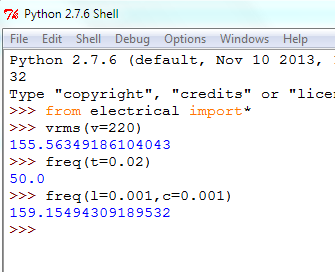 Python 2.7.6 Shell
File Edit Shell Debug Options Windows Help
Python 2.7.6 (default, Nov 10 2013,
32
Type "copyright", "credits" or "lice
>>> from electrical import*
>>> vrms(v=220)
155.56349186104043
>>> freq(t=0.02)
50.0
>>> freq(l=0.001,c=0.001)
159.15494309189532
>>>